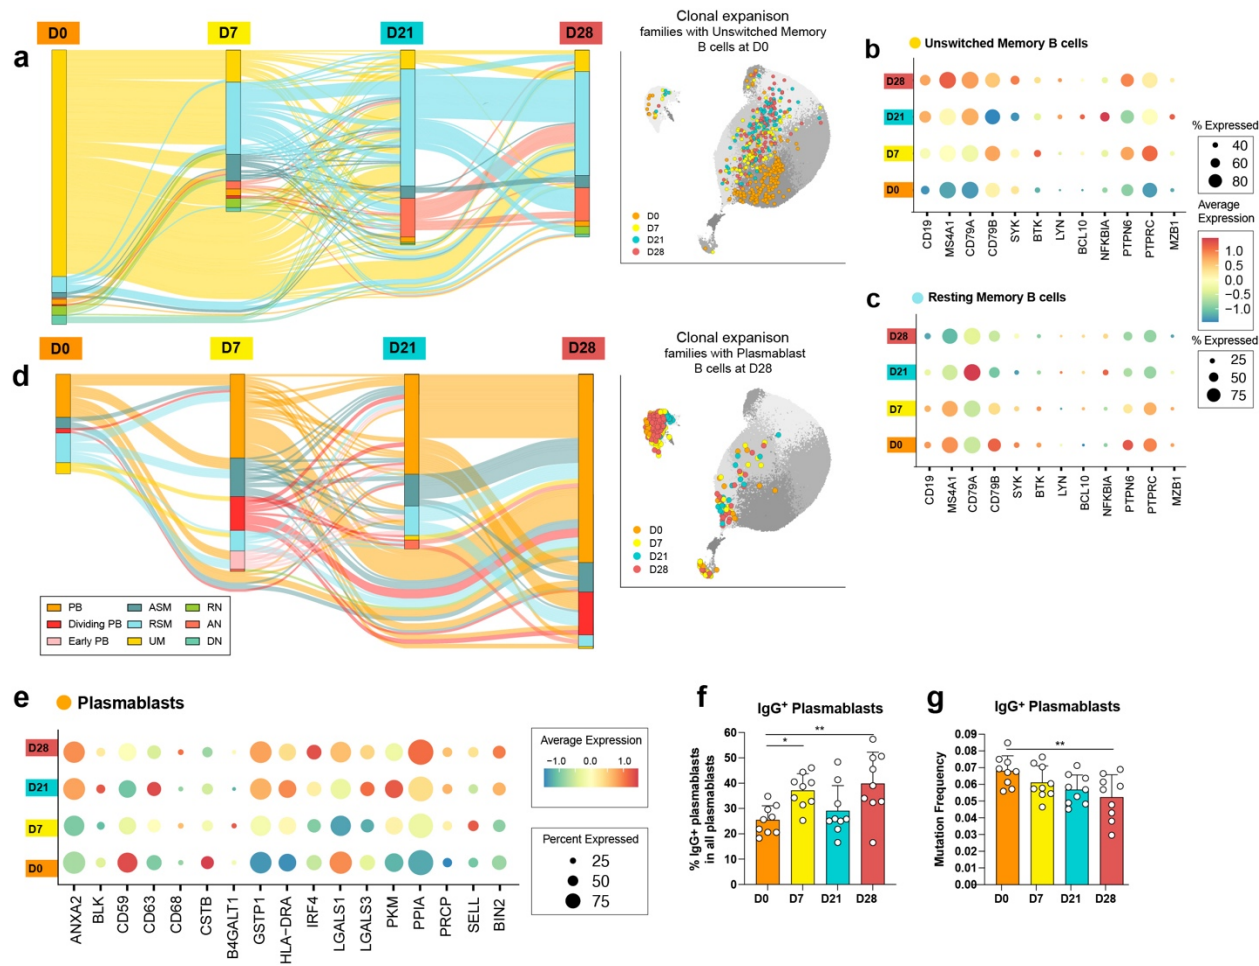 a
D0
D7
D21
D28
Clonal expanison
families with Unswitched Memory
B cells at D0
D0
D7
D21
D28
b
Unswitched Memory B cells
D28
D21
D7
D0
CD19
MS4A1
CD79A
CD79B
SYK
BTK
LYN
BCL10
NFKBIA
PTPN6
PTPRC
MZB1
% Expressed
40
60
80
Average
Expression
1.0
0.5
0.0
−0.5
−1.0
c
Resting Memory B cells
D28
D21
D7
D0
CD19
MS4A1
CD79A
CD79B
SYK
BTK
LYN
BCL10
NFKBIA
PTPN6
PTPRC
MZB1
% Expressed
25
50
75
d
D0
D7
D21
D28
PB
ASM
RN
Dividing PB
RSM
AN
Early PB
UM
DN
Clonal expanison
families with Plasmablast
B cells at D28
D0
D7
D21
D28
e
Plasmablasts
D28
D21
D7
D0
ANXA2
BLK
CD59
CD63
CD68
CSTB
B4GALT1
GSTP1
HLA−DRA
IRF4
LGALS1
LGALS3
PKM
PPIA
PRCP
SELL
BIN2
Average Expression
−1.0 0.0 1.0
Percent Expressed
25
50
75
f
IgG+ Plasmablasts
% IgG+ plasmablasts
in all plasmablasts
60
50
40
30
20
10
0
*
**
D0 D7 D21 D28
g
IgG+ Plasmablasts
Mutation Frequency
0.09
0.08
0.07
0.06
0.05
0.04
0.03
0.02
0.01
0.00
**
D0 D7 D21 D28